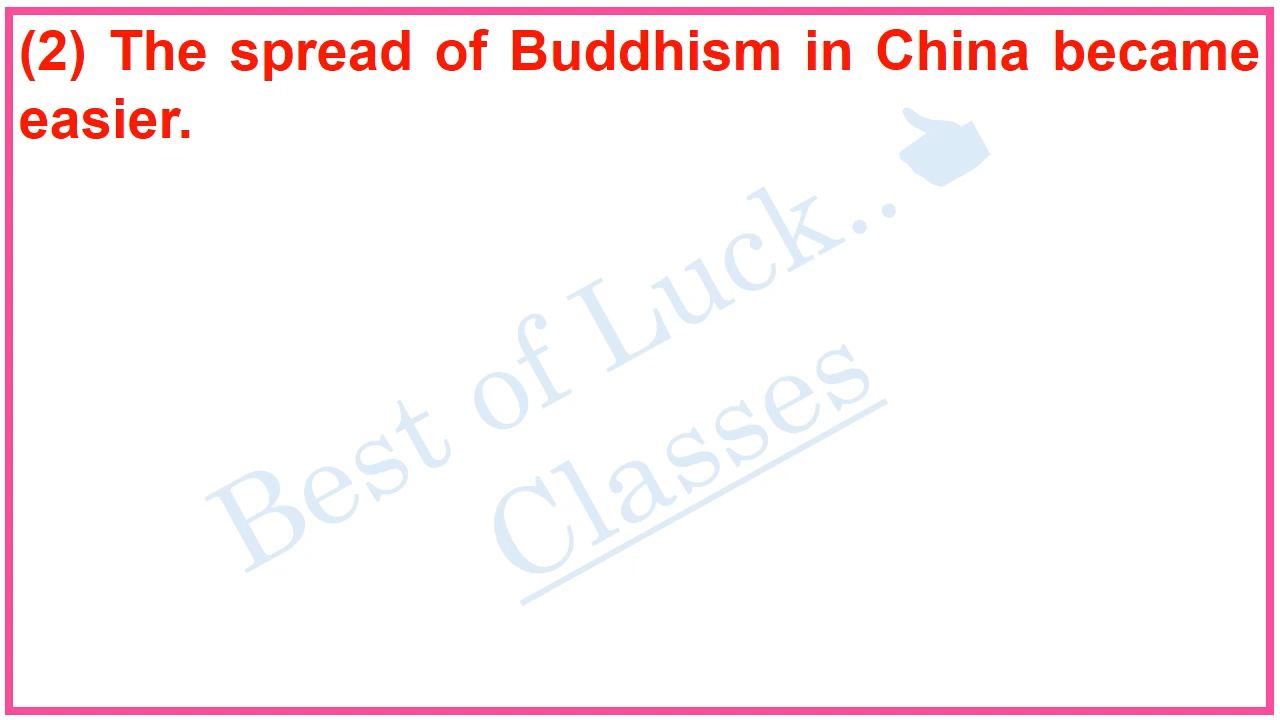 (2) The spread of Buddhism in China became
easier.
Best of Luck..
Classes